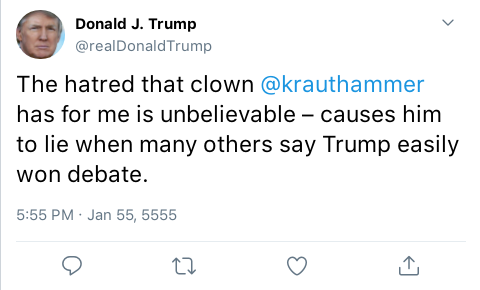 Donald J. Trump
@realDonaldTrump
The hatred that clown @krauthammer
has for me is unbelievable – causes him
to lie when many others say Trump easily
won debate.
5:55 PM · Jan 55, 5555